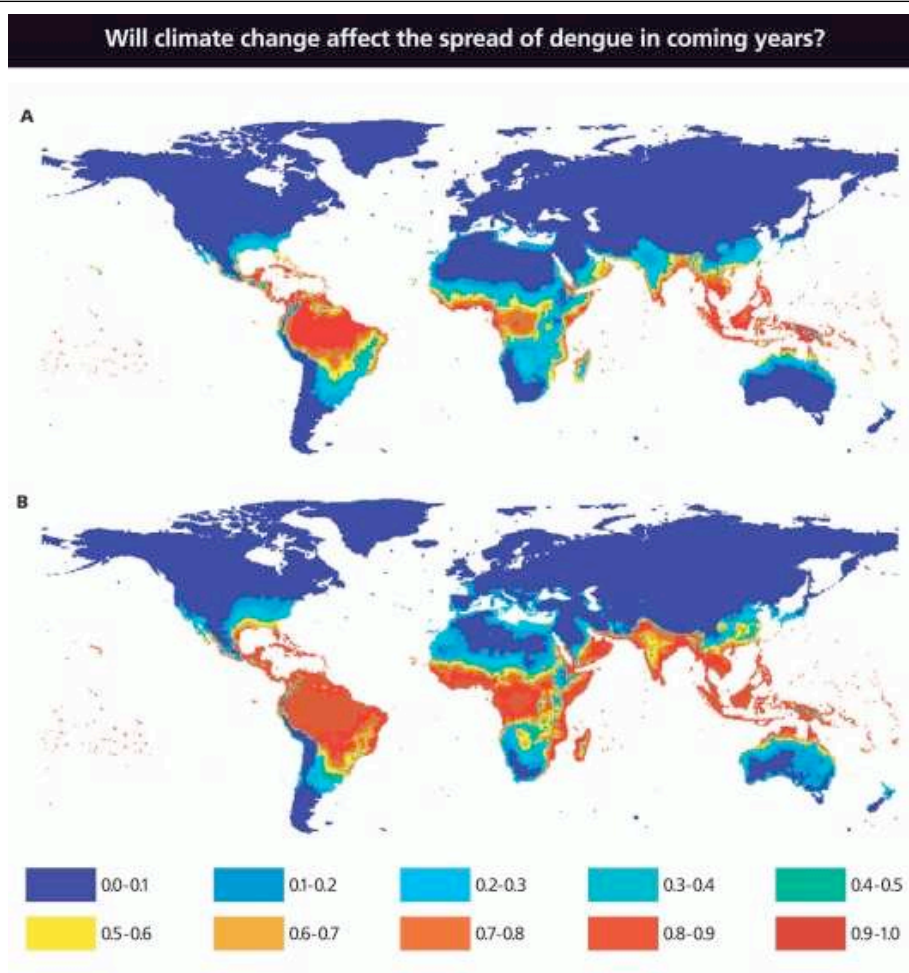 Will climate change affect the spread of dengue in coming years?
A
B
0.0-0.1 0.1-0.2 0.2-0.3 0.3-0.4 0.4-0.5
0.5-0.6 0.6-0.7 0.7-0.8 0.8-0.9 0.9-1.0